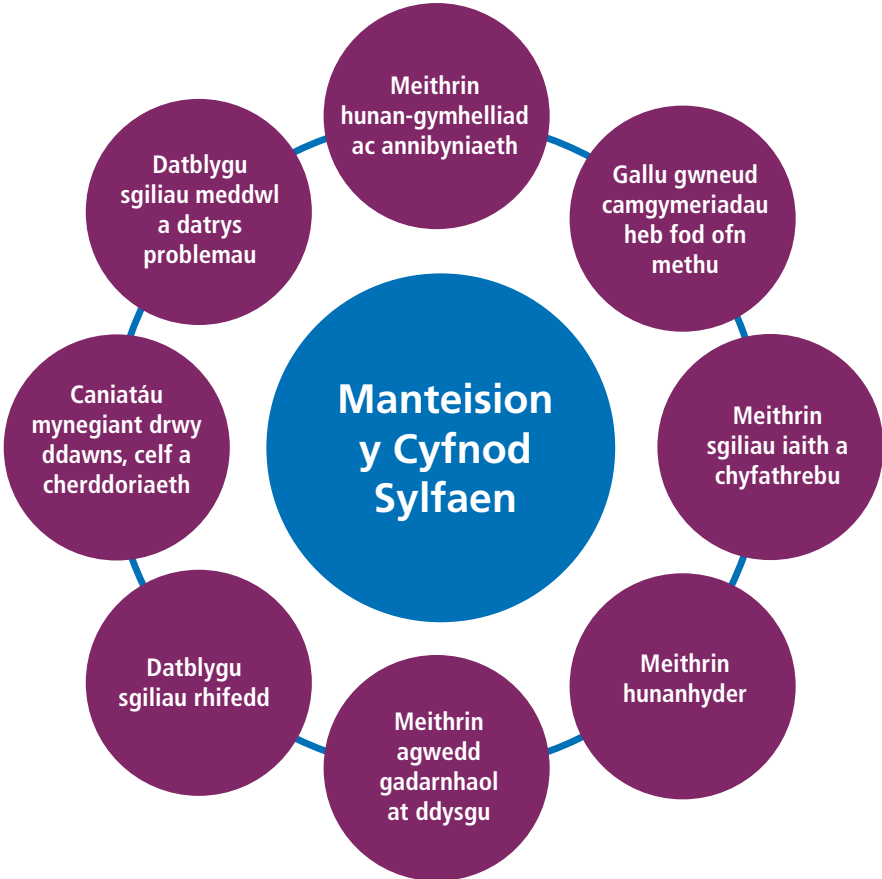 Manteision
y Cyfnod
Sylfaen
Meithrin
hunan-gymhelliad
ac annibyniaeth
Gallu gwneud
camgymeriadau
heb fod ofn
methu
Meithrin
sgiliau iaith a
chyfathrebu
Meithrin
hunanhyder
Meithrin
agwedd
gadarnhaol
at ddysgu
Datblygu
sgiliau rhifedd
Caniatáu
mynegiant drwy
ddawns, celf a
cherddoriaeth
Datblygu
sgiliau meddwl
a datrys
problemau